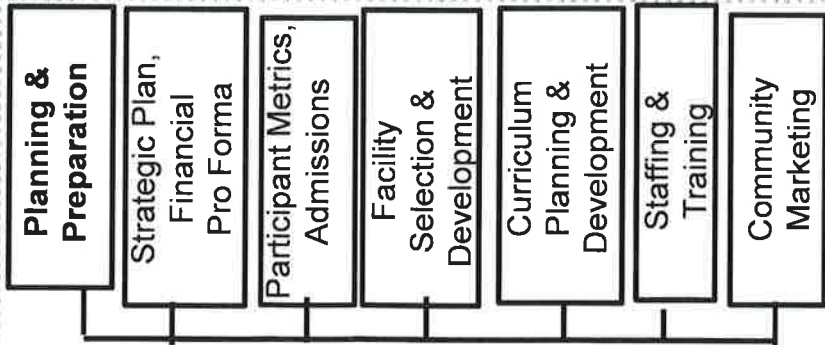 Planning &
Preparation
Strategic Plan,
Financial
Pro Forma
Participant Metrics,
Admissions
Facility
Selection &
Development
Curriculum
Planning &
Development
Staffing &
Training
Community
Marketing